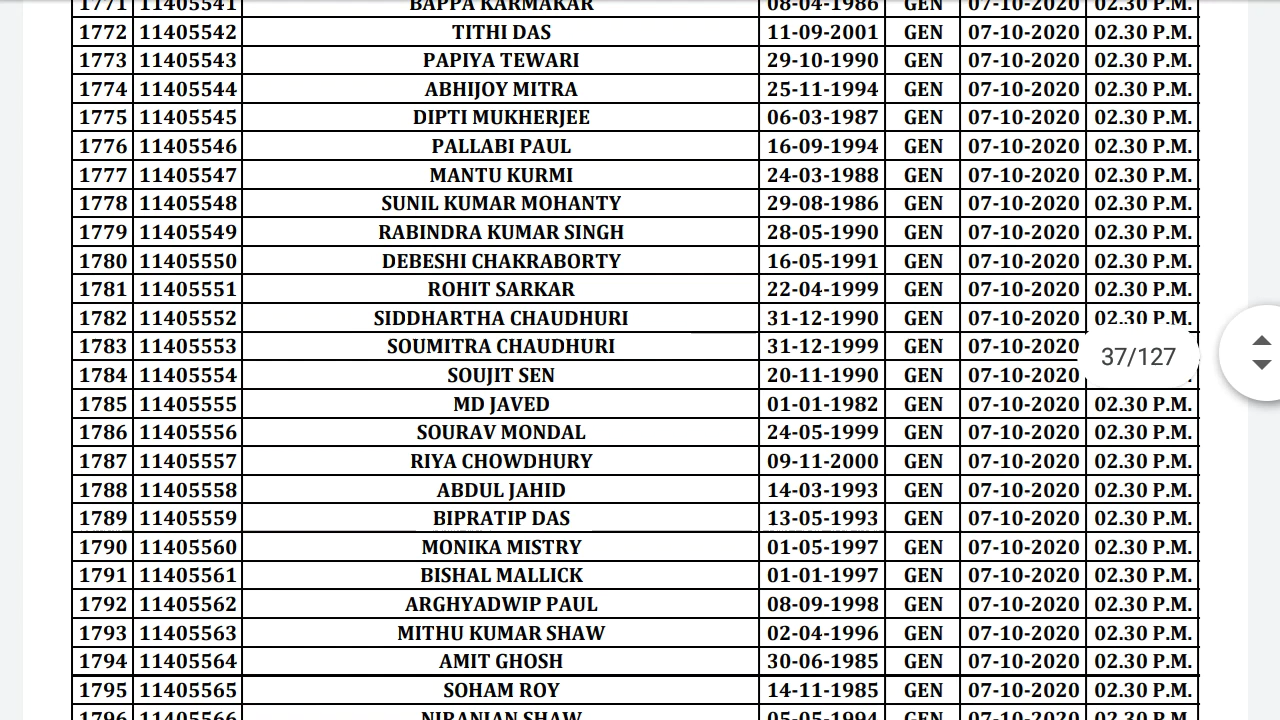 1771 11405541 BAPPA KARMAKAR 08-04-1986 GEN 07-10-2020 02.30 P.M.
1772 11405542 TITHI DAS 11-09-2001 GEN 07-10-2020 02.30 P.M.
1773 11405543 PAPIYA TEWARI 29-10-1990 GEN 07-10-2020 02.30 P.M.
1774 11405544 ABHIJOY MITRA 25-11-1994 GEN 07-10-2020 02.30 P.M.
1775 11405545 DIPTI MUKHERJEE 06-03-1987 GEN 07-10-2020 02.30 P.M.
1776 11405546 PALLABI PAUL 16-09-1994 GEN 07-10-2020 02.30 P.M.
1777 11405547 MANTU KURMI 24-03-1988 GEN 07-10-2020 02.30 P.M.
1778 11405548 SUNIL KUMAR MOHANTY 29-08-1986 GEN 07-10-2020 02.30 P.M.
1779 11405549 RABINDRA KUMAR SINGH 28-05-1990 GEN 07-10-2020 02.30 P.M.
1780 11405550 DEBESHI CHAKRABORTY 16-05-1991 GEN 07-10-2020 02.30 P.M.
1781 11405551 ROHIT SARKAR 22-04-1999 GEN 07-10-2020 02.30 P.M.
1782 11405552 SIDDHARTHA CHAUDHURI 31-12-1990 GEN 07-10-2020 02.30 P.M.
1783 11405553 SOUMITRA CHAUDHURI 31-12-1999 GEN 07-10-2020
37/127
1784 11405554 SOUJIT SEN 20-11-1990 GEN 07-10-2020
1785 11405555 MD JAVED 01-01-1982 GEN 07-10-2020 02.30 P.M.
1786 11405556 SOURAV MONDAL 24-05-1999 GEN 07-10-2020 02.30 P.M.
1787 11405557 RIYA CHOWDHURY 09-11-2000 GEN 07-10-2020 02.30 P.M.
1788 11405558 ABDUL JAHID 14-03-1993 GEN 07-10-2020 02.30 P.M.
1789 11405559 BIPRATIP DAS 13-05-1993 GEN 07-10-2020 02.30 P.M.
1790 11405560 MONIKA MISTRY 01-05-1997 GEN 07-10-2020 02.30 P.M.
1791 11405561 BISHAL MALLICK 01-01-1997 GEN 07-10-2020 02.30 P.M.
1792 11405562 ARGHYADWIP PAUL 08-09-1998 GEN 07-10-2020 02.30 P.M.
1793 11405563 MITHU KUMAR SHAW 02-04-1996 GEN 07-10-2020 02.30 P.M.
1794 11405564 AMIT GHOSH 30-06-1985 GEN 07-10-2020 02.30 P.M.
1795 11405565 SOHAM ROY 14-11-1985 GEN 07-10-2020 02.30 P.M.
1796 11405566 NIRANJAN SHAW 05-05-1994 GEN 07-10-2020 02.30 P.M.